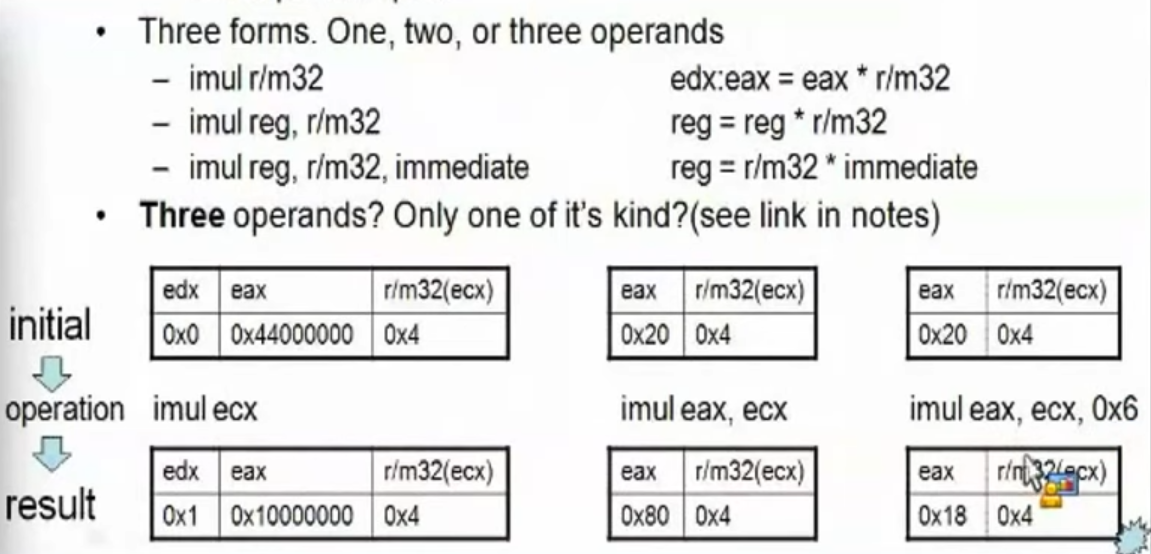 • Three forms. One, two, or three operands
– imul r/m32 edx:eax = eax * r/m32
– imul reg, r/m32 reg = reg * r/m32
– imul reg, r/m32, immediate reg = r/m32 * immediate
• Three operands? Only one of it's kind?(see link in notes)
initial
edx eax r/m32(ecx)
0x0 0x44000000 0x4
eax r/m32(ecx)
0x20 0x4
eax r/m32(ecx)
0x20 0x4
operation imul ecx imul eax, ecx imul eax, ecx, 0x6
result
edx eax r/m32(ecx)
0x1 0x10000000 0x4
eax r/m32(ecx)
0x80 0x4
eax r/m32(ecx)
0x18 0x4